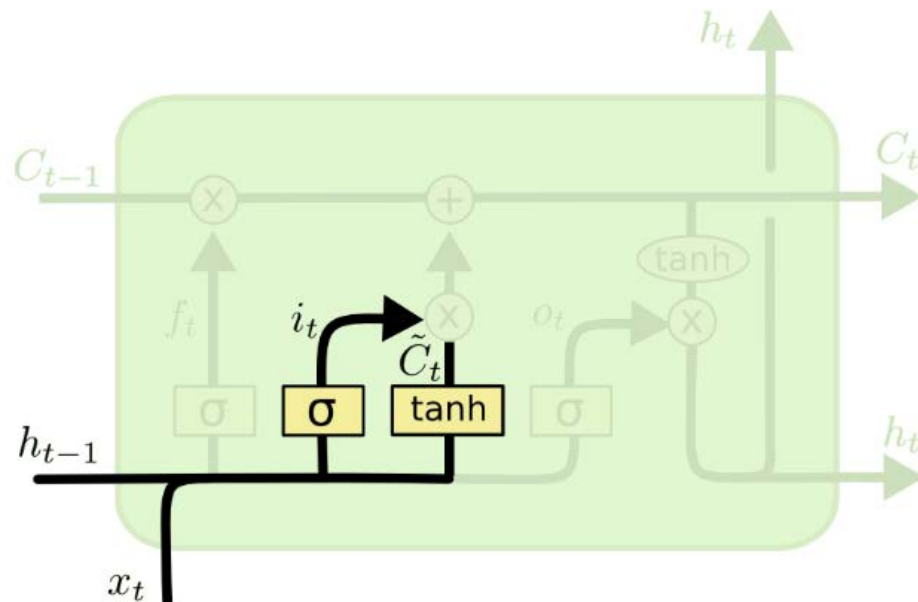 h_t
C_{t-1}
x
+
C_t
tanh
f_t
i_t
x
o_t
x
C̃_t
σ
σ
tanh
σ
h_{t-1}
h_t
x_t